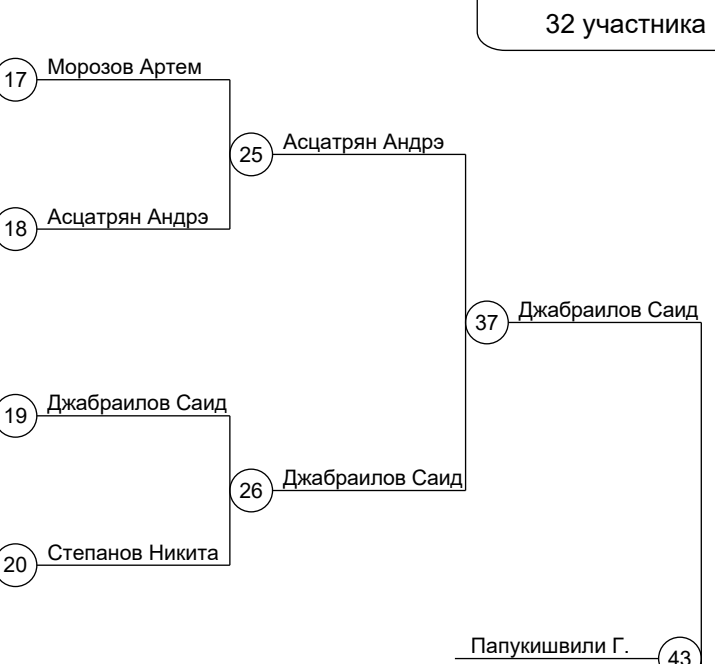 32 участника
17 Морозов Артем
25 Асцатрян Андрэ
18 Асцатрян Андрэ
37 Джабраилов Саид
19 Джабраилов Саид
26 Джабраилов Саид
20 Степанов Никита
Папукишвили Г. 43